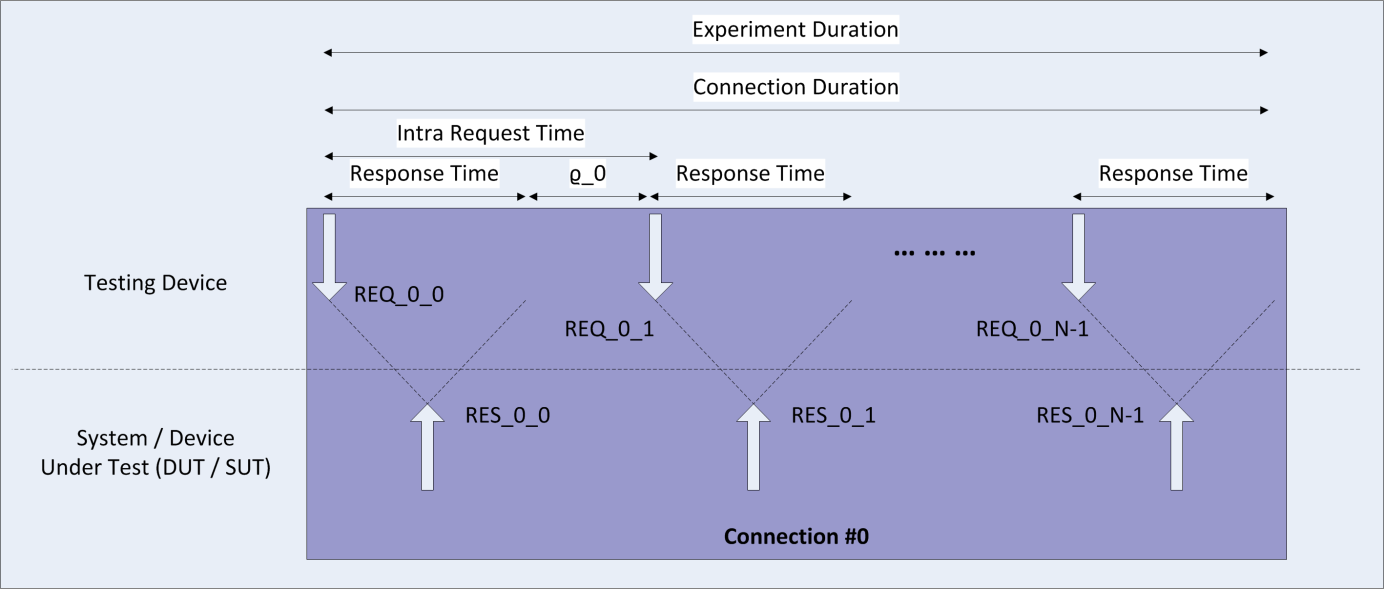 Experiment Duration
Connection Duration
Intra Request Time
Response Time
ϱ_0
Response Time
Response Time
... ... ...
Testing Device
REQ_0_0
REQ_0_1
REQ_0_N-1
RES_0_0
RES_0_1
RES_0_N-1
System / Device
Under Test (DUT / SUT)
Connection #0